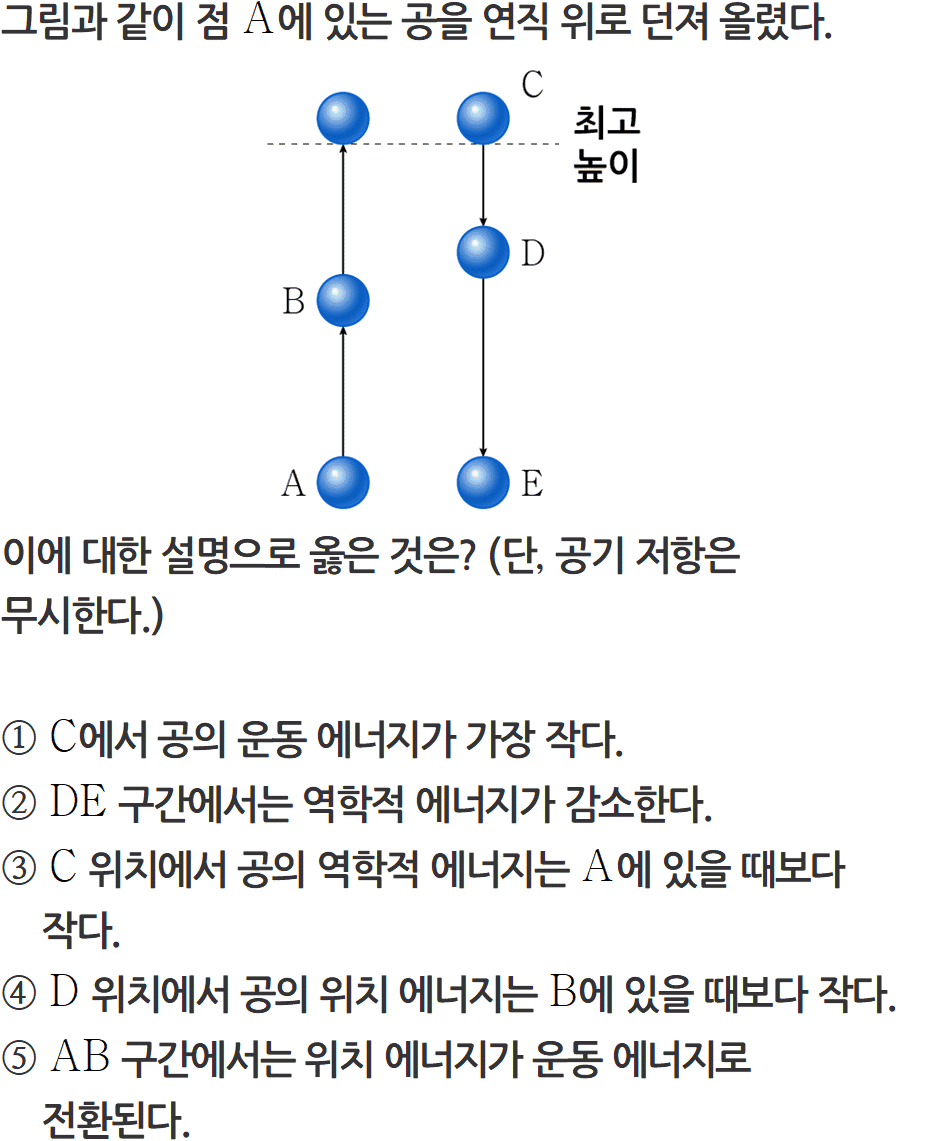 그림과 같이 점 A에 있는 공을 연직 위로 던져 올렸다.
C
최고
높이
D
B
A
E
이에 대한 설명으로 옳은 것은? (단, 공기 저항은
무시한다.)
① C에서 공의 운동 에너지가 가장 작다.
② DE 구간에서는 역학적 에너지가 감소한다.
③ C 위치에서 공의 역학적 에너지는 A에 있을 때보다
작다.
④ D 위치에서 공의 위치 에너지는 B에 있을 때보다 작다.
⑤ AB 구간에서는 위치 에너지가 운동 에너지로
전환된다.